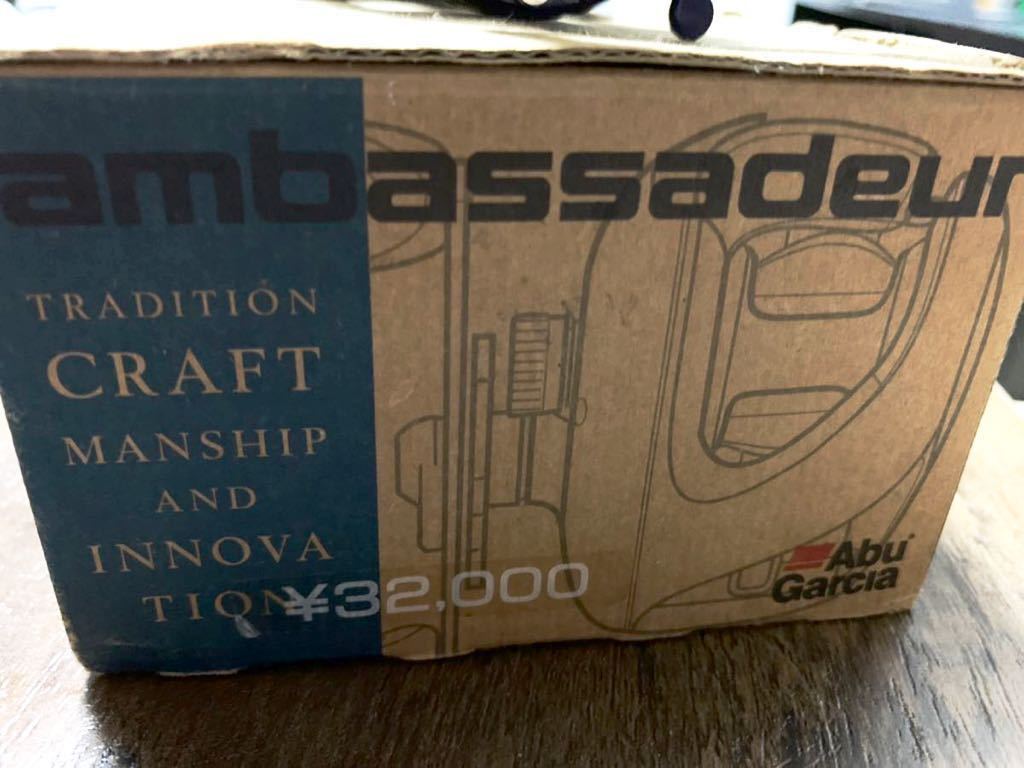 ambassadeur
TRADITION
CRAFT
MANSHIP
AND
INNOVA
TION
¥32,000
Abu
Garcia